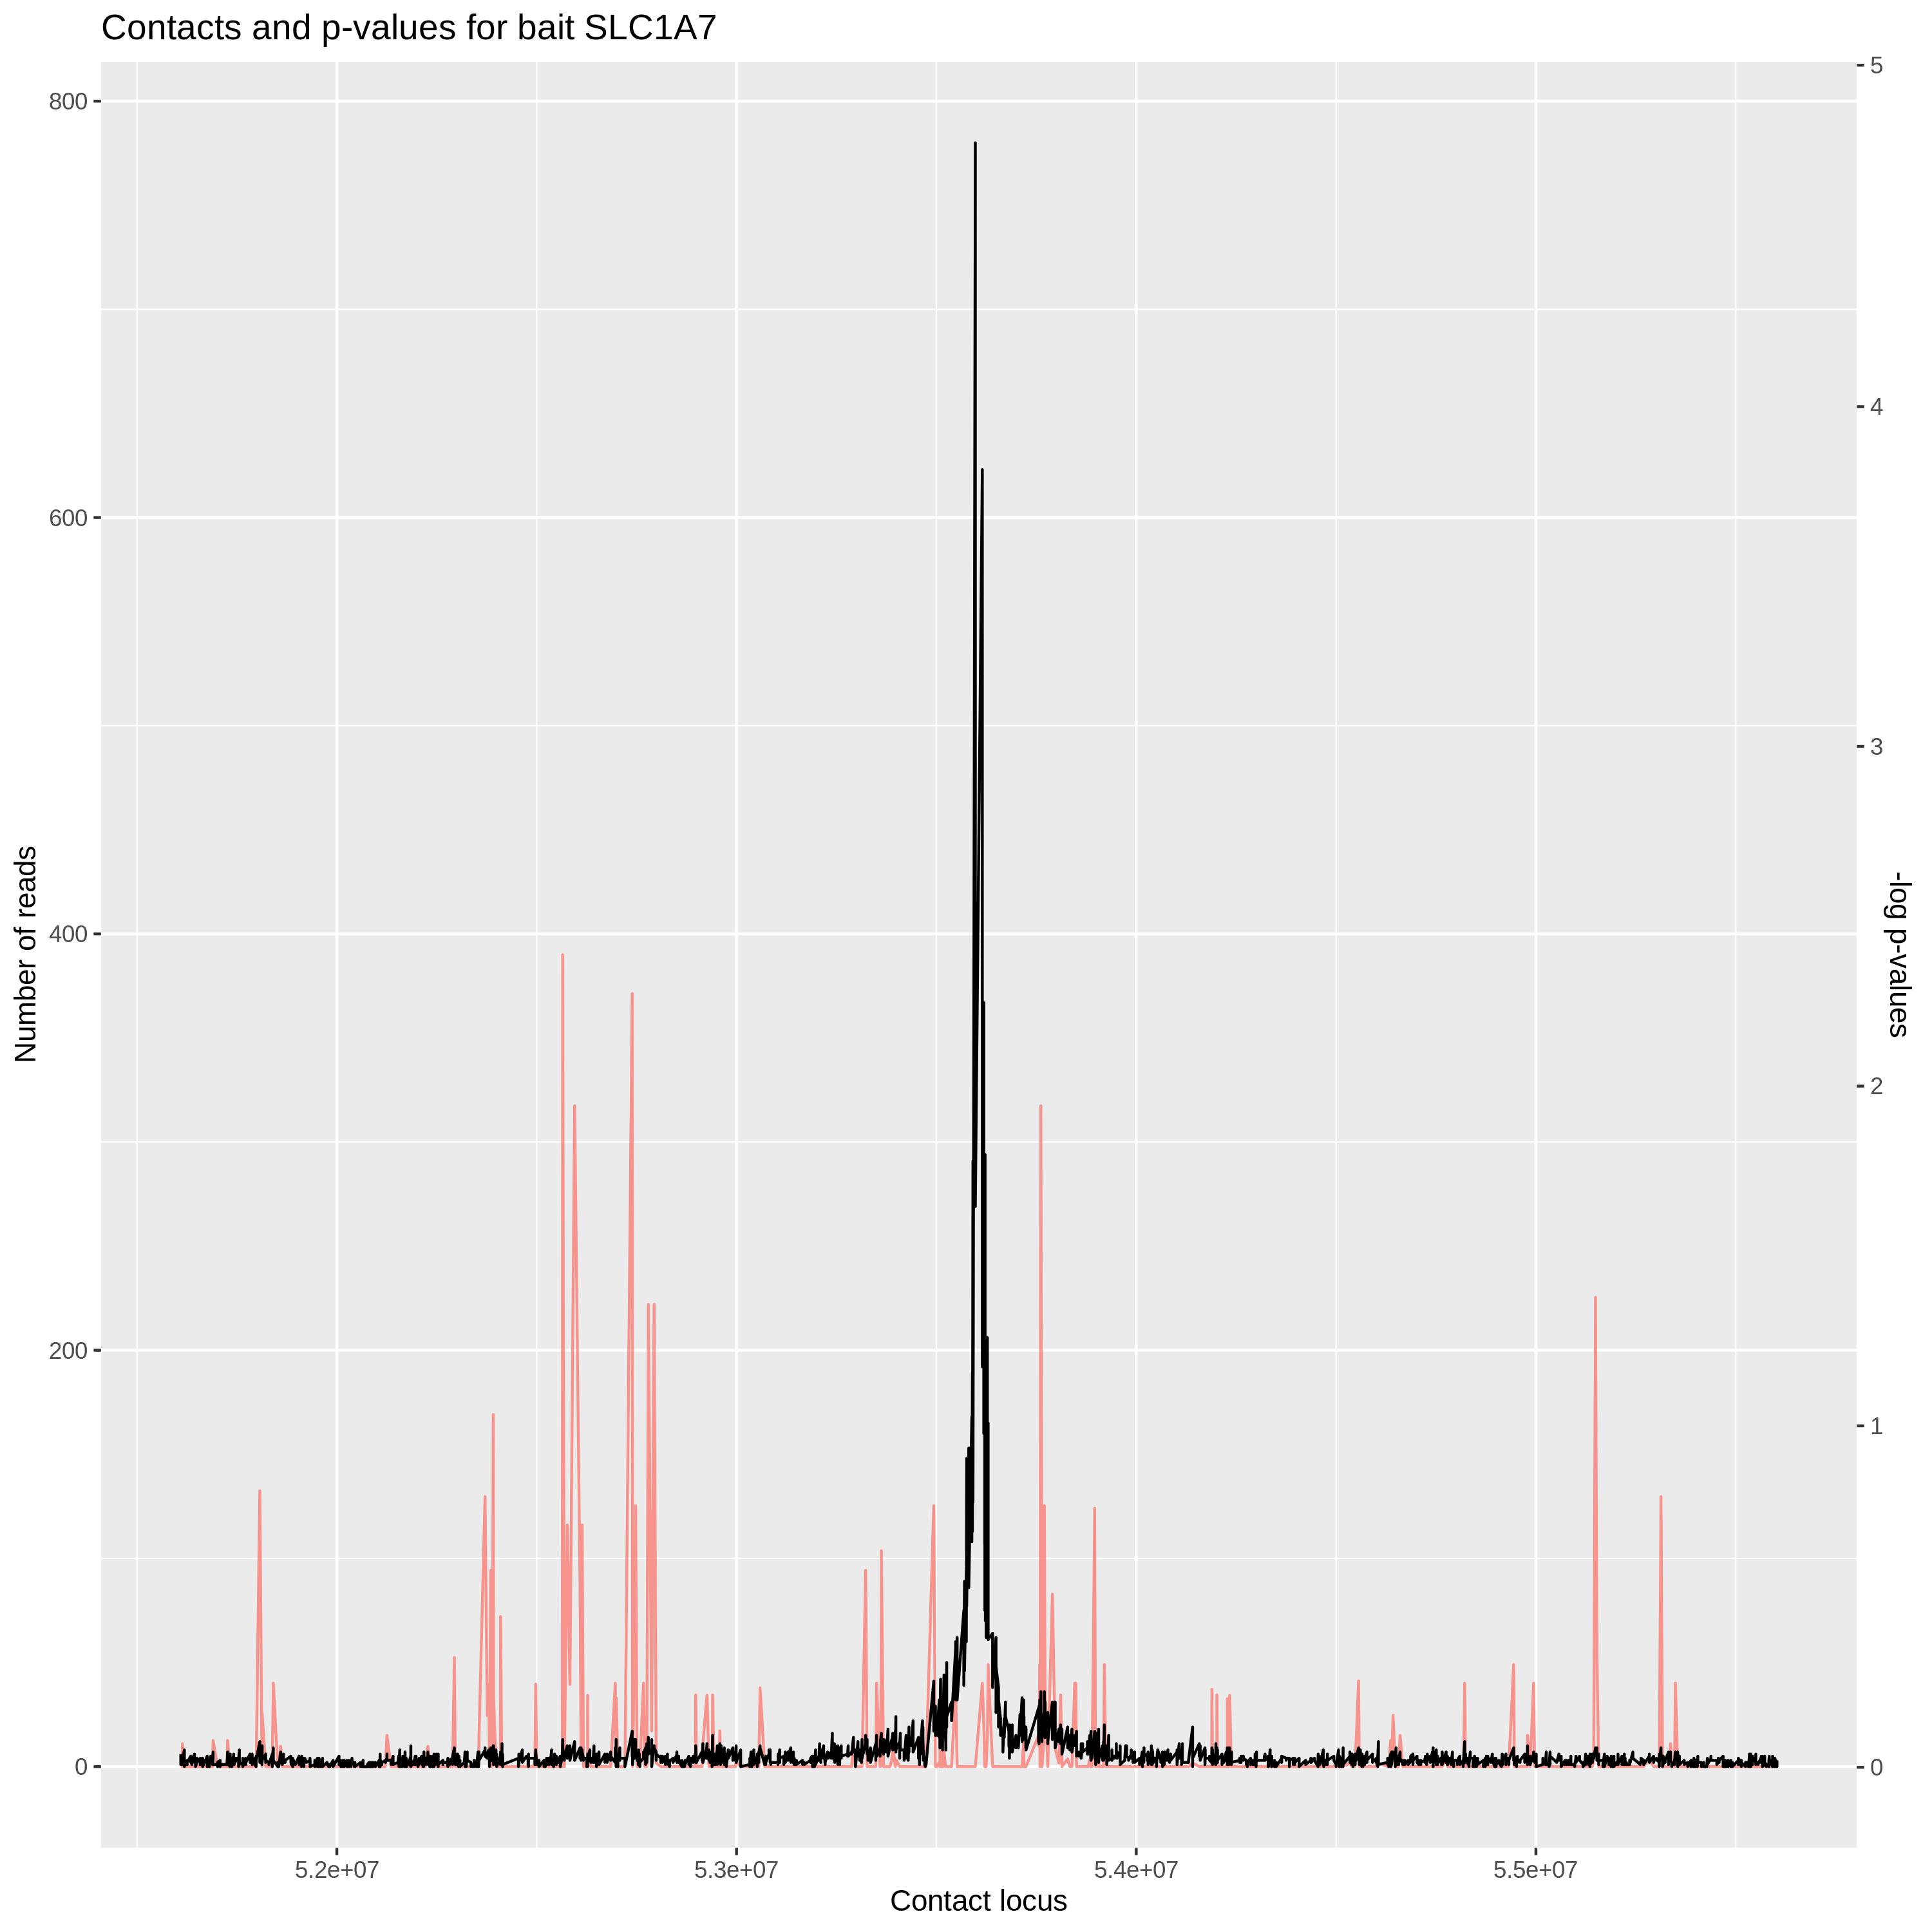 Contacts and p-values for bait SLC1A7
800
600
400
200
0
Number of reads
5
4
3
2
1
0
-log p-values
5.2e+07
5.3e+07
5.4e+07
5.5e+07
Contact locus